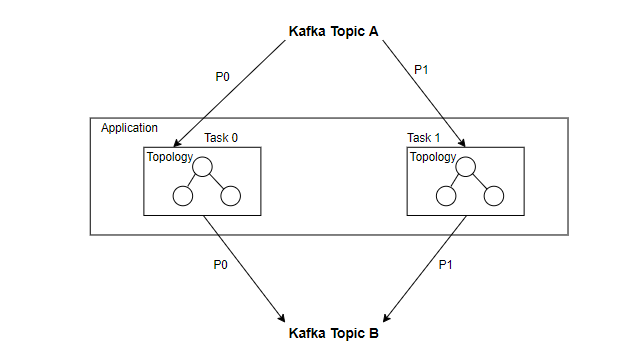 Kafka Topic A
P0
P1
Application
Task 0
Task 1
Topology
Topology
P0
P1
Kafka Topic B